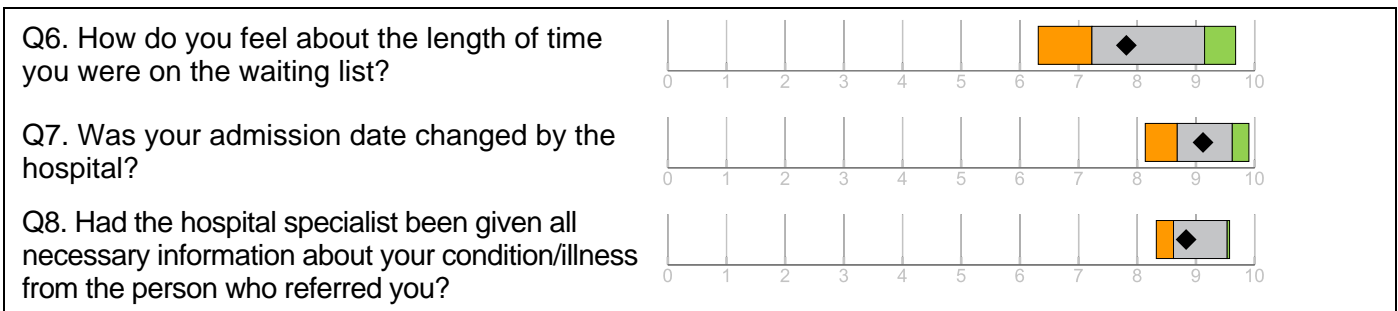 Q6. How do you feel about the length of time
you were on the waiting list?
0 1 2 3 4 5 6 7 8 9 10
Q7. Was your admission date changed by the
hospital?
0 1 2 3 4 5 6 7 8 9 10
Q8. Had the hospital specialist been given all
necessary information about your condition/illness
from the person who referred you?
0 1 2 3 4 5 6 7 8 9 10